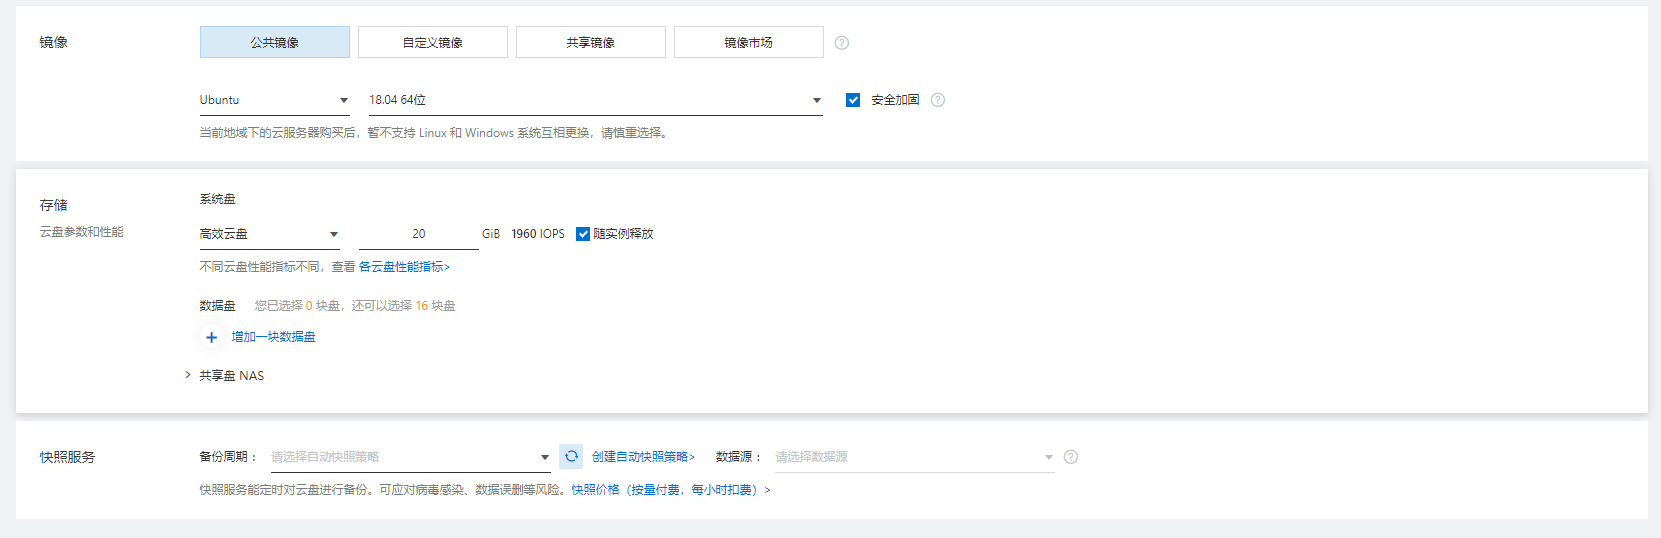 镜像 公共镜像 自定义镜像 共享镜像 镜像市场 ?
Ubuntu 18.04 64位 安全加固 ?
当前地域下的云服务器购买后，暂不支持 Linux 和 Windows 系统互相更换，请慎重选择。
存储 系统盘
云盘参数和性能 高效云盘 20 GiB 1960 IOPS 随实例释放
不同云盘性能指标不同，查看 各云盘性能指标>
数据盘 您已选择 0 块盘，还可以选择 16 块盘
+ 增加一块数据盘
> 共享盘 NAS
快照服务 备份周期： 请选择自动快照策略 创建自动快照策略> 数据源： 请选择数据源 ?
快照服务能定时对云盘进行备份。可应对病毒感染、数据误删等风险。快照价格（按量付费，每小时扣费）>